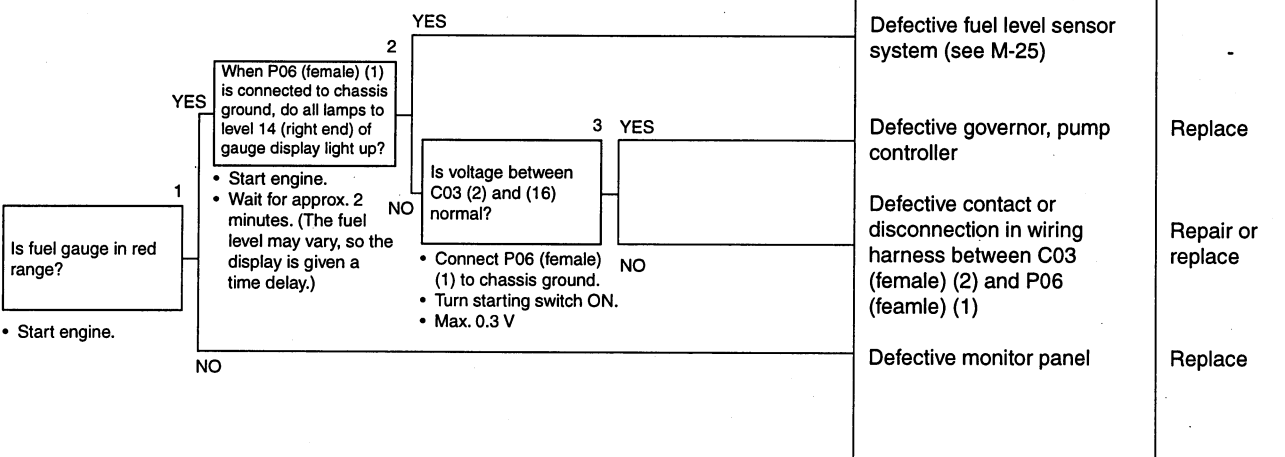 1
Is fuel gauge in red
range?
• Start engine.
YES
NO
2
When P06 (female) (1)
is connected to chassis
ground, do all lamps to
level 14 (right end) of
gauge display light up?
• Start engine.
• Wait for approx. 2
minutes. (The fuel
level may vary, so the
display is given a
time delay.)
YES
NO
3
Is voltage between
C03 (2) and (16)
normal?
• Connect P06 (female)
(1) to chassis ground.
• Turn starting switch ON.
• Max. 0.3 V
YES
NO
Defective fuel level sensor
system (see M-25)
-
Defective governor, pump
controller
Replace
Defective contact or
disconnection in wiring
harness between C03
(female) (2) and P06
(feamle) (1)
Repair or
replace
Defective monitor panel
Replace